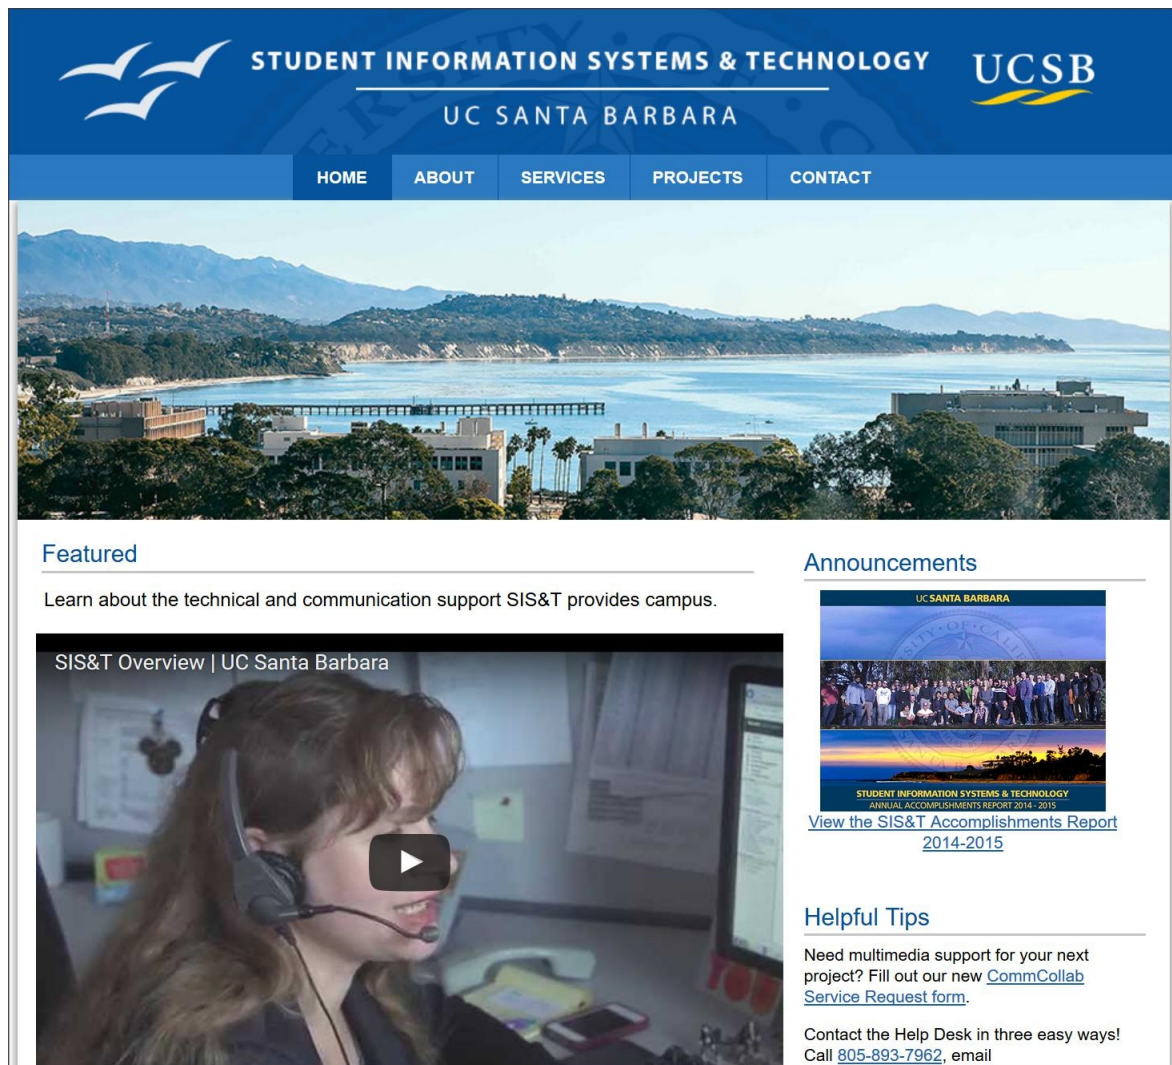 STUDENT INFORMATION SYSTEMS & TECHNOLOGY
UC SANTA BARBARA
UCSB
HOME
ABOUT
SERVICES
PROJECTS
CONTACT
Featured
Learn about the technical and communication support SIS&T provides campus.
SIS&T Overview | UC Santa Barbara
Announcements
UC SANTA BARBARA
STUDENT INFORMATION SYSTEMS & TECHNOLOGY
ANNUAL ACCOMPLISHMENTS REPORT 2014 - 2015
View the SIS&T Accomplishments Report
2014-2015
Helpful Tips
Need multimedia support for your next
project? Fill out our new CommCollab
Service Request form.
Contact the Help Desk in three easy ways!
Call 805-893-7962, email